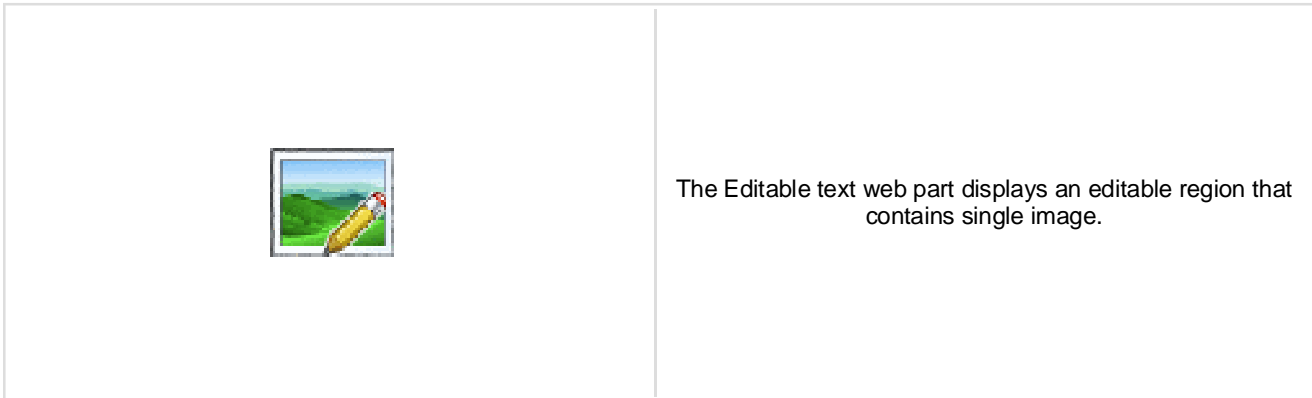 The Editable text web part displays an editable region that
contains single image.